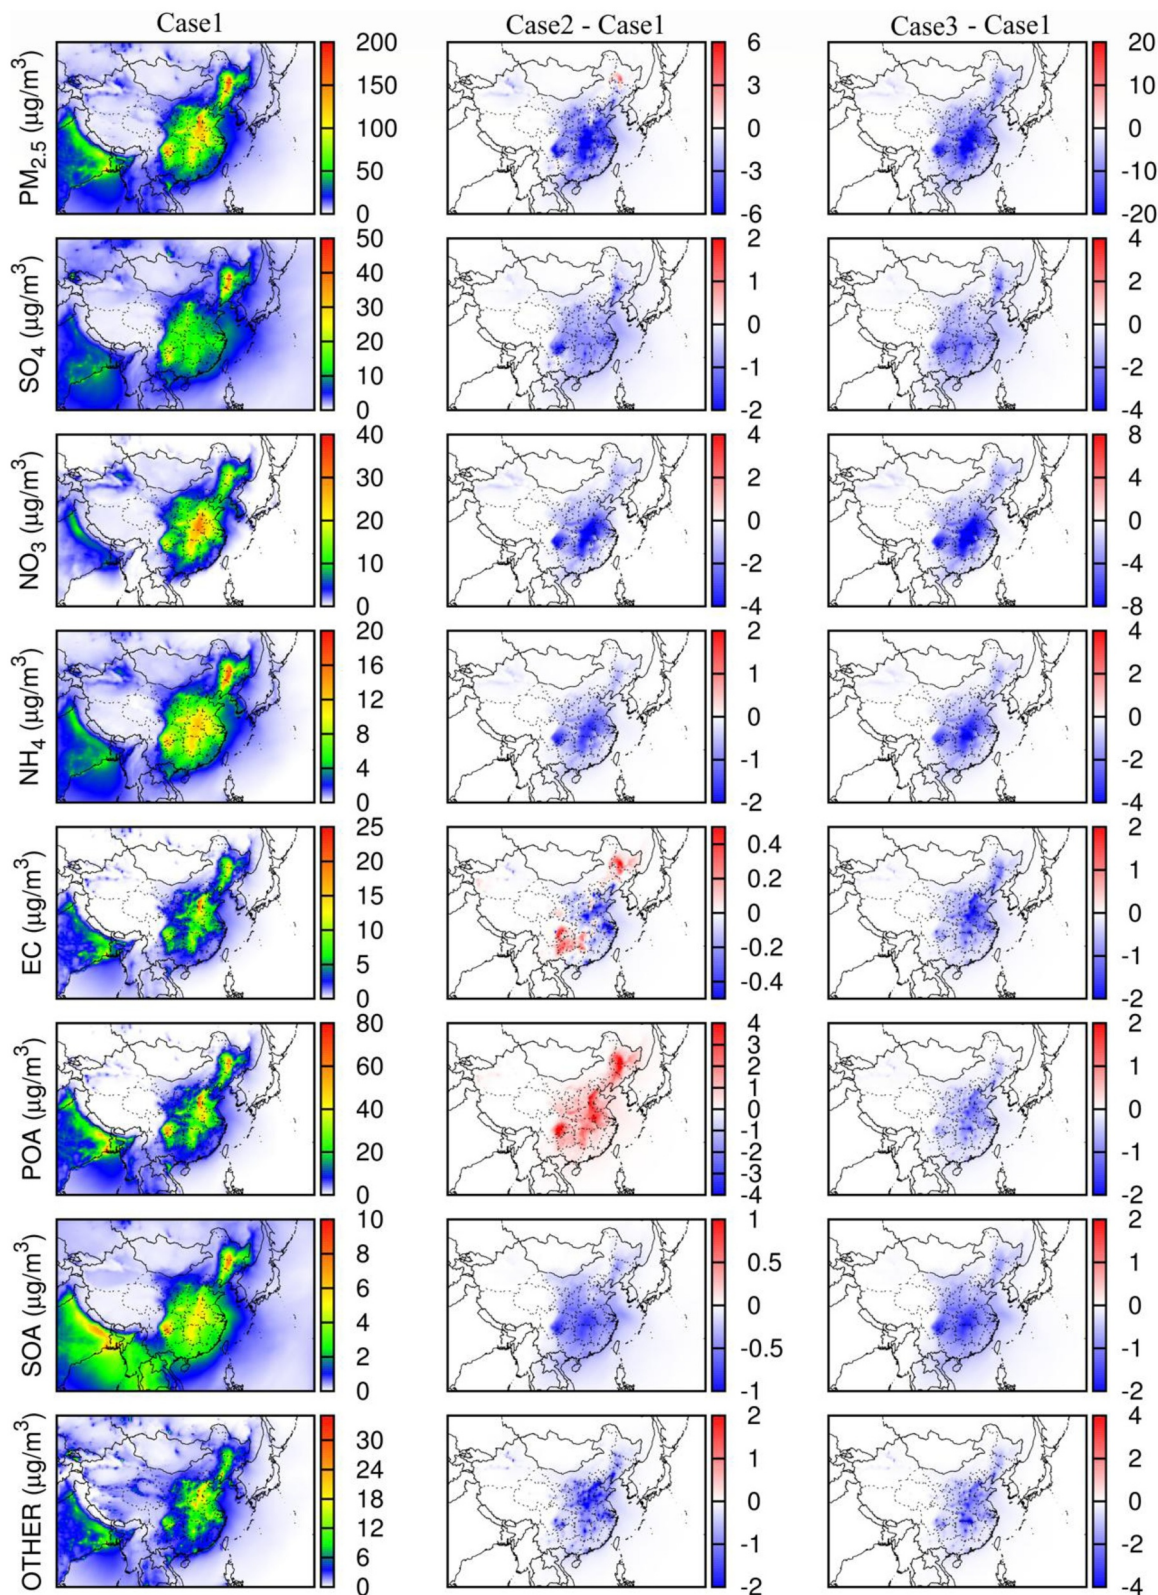 Case1 Case2 - Case1 Case3 - Case1
PM2.5 (μg/m³)
200 150 100 50 0
6 3 0 -3 -6
20 10 0 -10 -20
SO4 (μg/m³)
50 40 30 20 10 0
2 1 0 -1 -2
4 2 0 -2 -4
NO3 (μg/m³)
40 30 20 10 0
4 2 0 -2 -4
8 4 0 -4 -8
NH4 (μg/m³)
20 16 12 8 4 0
2 1 0 -1 -2
4 2 0 -2 -4
EC (μg/m³)
25 20 15 10 5 0
0.4 0.2 0 -0.2 -0.4
2 1 0 -1 -2
POA (μg/m³)
80 60 40 20 0
4 3 2 1 0 -1 -2 -3 -4
2 1 0 -1 -2
SOA (μg/m³)
10 8 6 4 2 0
1 0.5 0 -0.5 -1
2 1 0 -1 -2
OTHER (μg/m³)
30 24 18 12 6 0
2 1 0 -1 -2
4 2 0 -2 -4